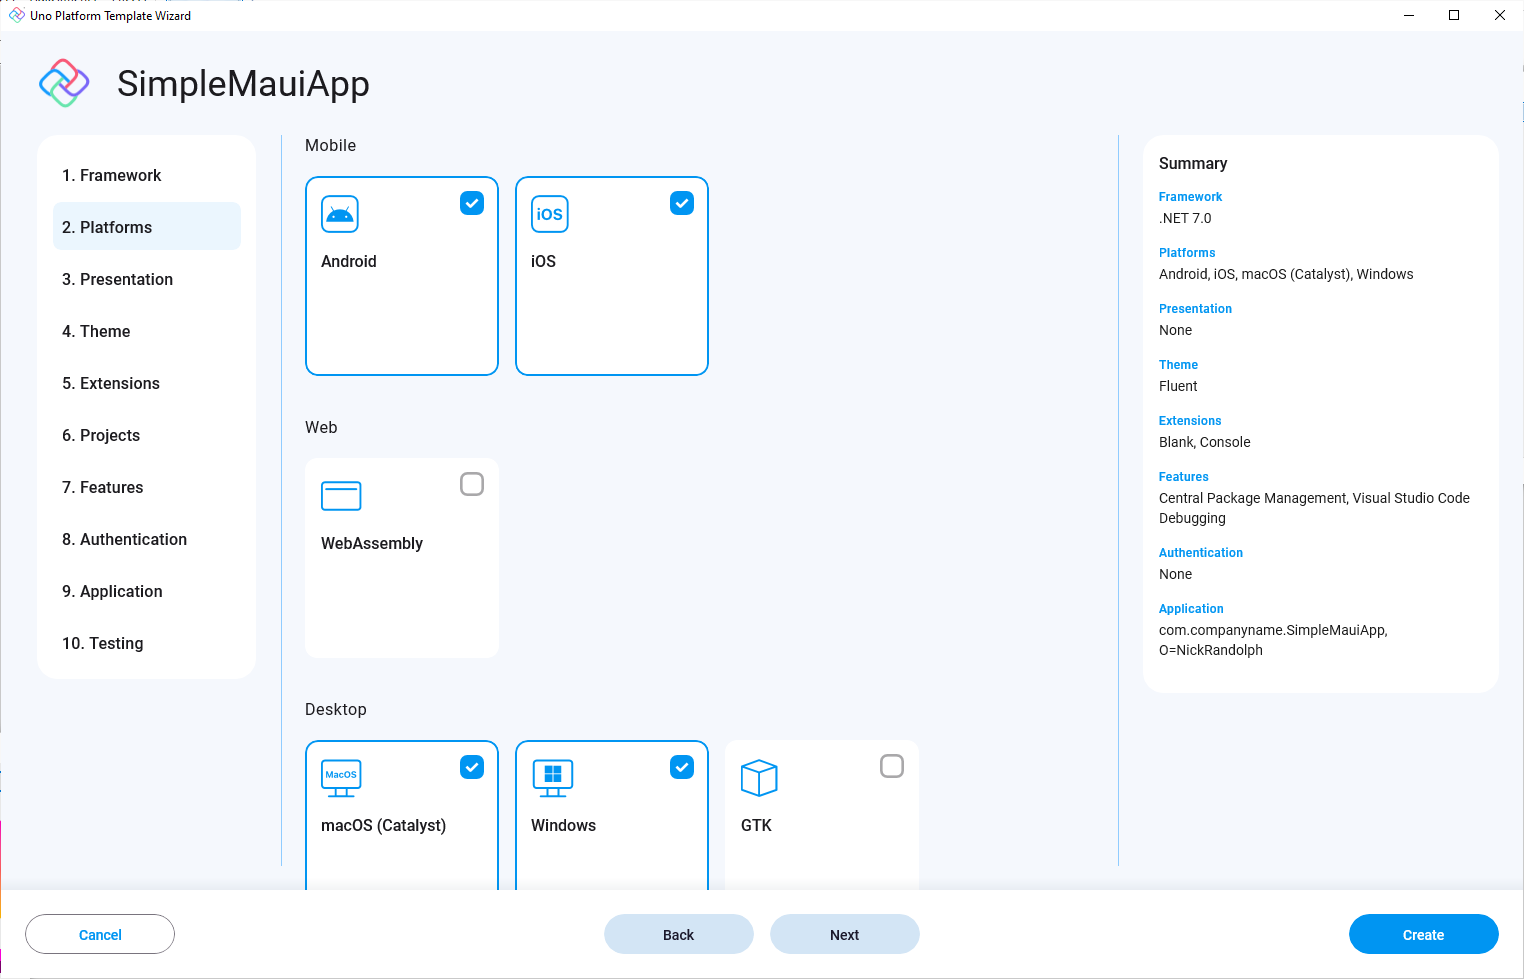 Uno Platform Template Wizard
SimpleMauiApp
1. Framework
2. Platforms
3. Presentation
4. Theme
5. Extensions
6. Projects
7. Features
8. Authentication
9. Application
10. Testing
Mobile
Android
iOS
iOS
Web
WebAssembly
Desktop
MacOS
macOS (Catalyst)
Windows
GTK
Summary
Framework
.NET 7.0
Platforms
Android, iOS, macOS (Catalyst), Windows
Presentation
None
Theme
Fluent
Extensions
Blank, Console
Features
Central Package Management, Visual Studio Code
Debugging
Authentication
None
Application
com.companyname.SimpleMauiApp,
O=NickRandolph
Cancel
Back
Next
Create